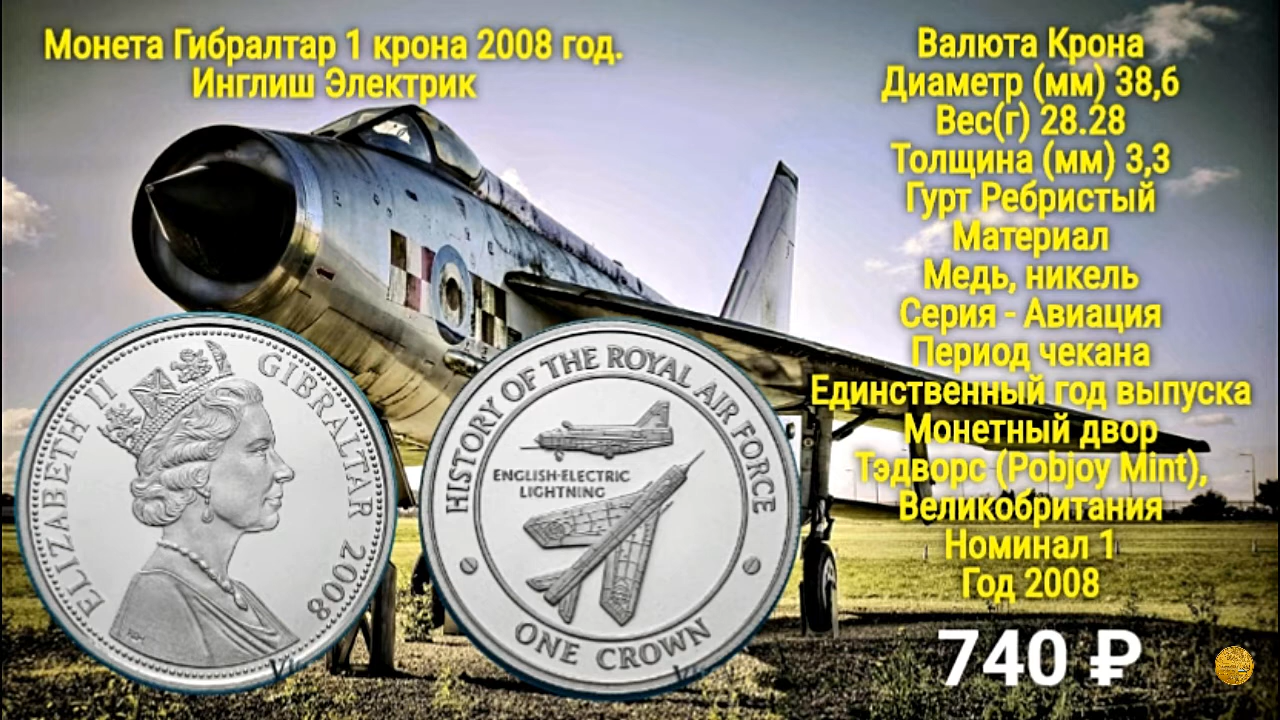 Монета Гибралтар 1 крона 2008 год.
Инглиш Электрик
Валюта Крона
Диаметр (мм) 38,6
Вес(г) 28.28
Толщина (мм) 3,3
Гурт Ребристый
Материал
Медь, никель
Серия - Авиация
Период чекана
Единственный год выпуска
Монетный двор
Тэдворс (Pobjoy Mint),
Великобритания
Номинал 1
Год 2008
740 ₽
ELIZABETH II
GIBRALTAR 2008
HISTORY OF THE ROYAL AIR FORCE
ENGLISH-ELECTRIC
LIGHTNING
ONE CROWN